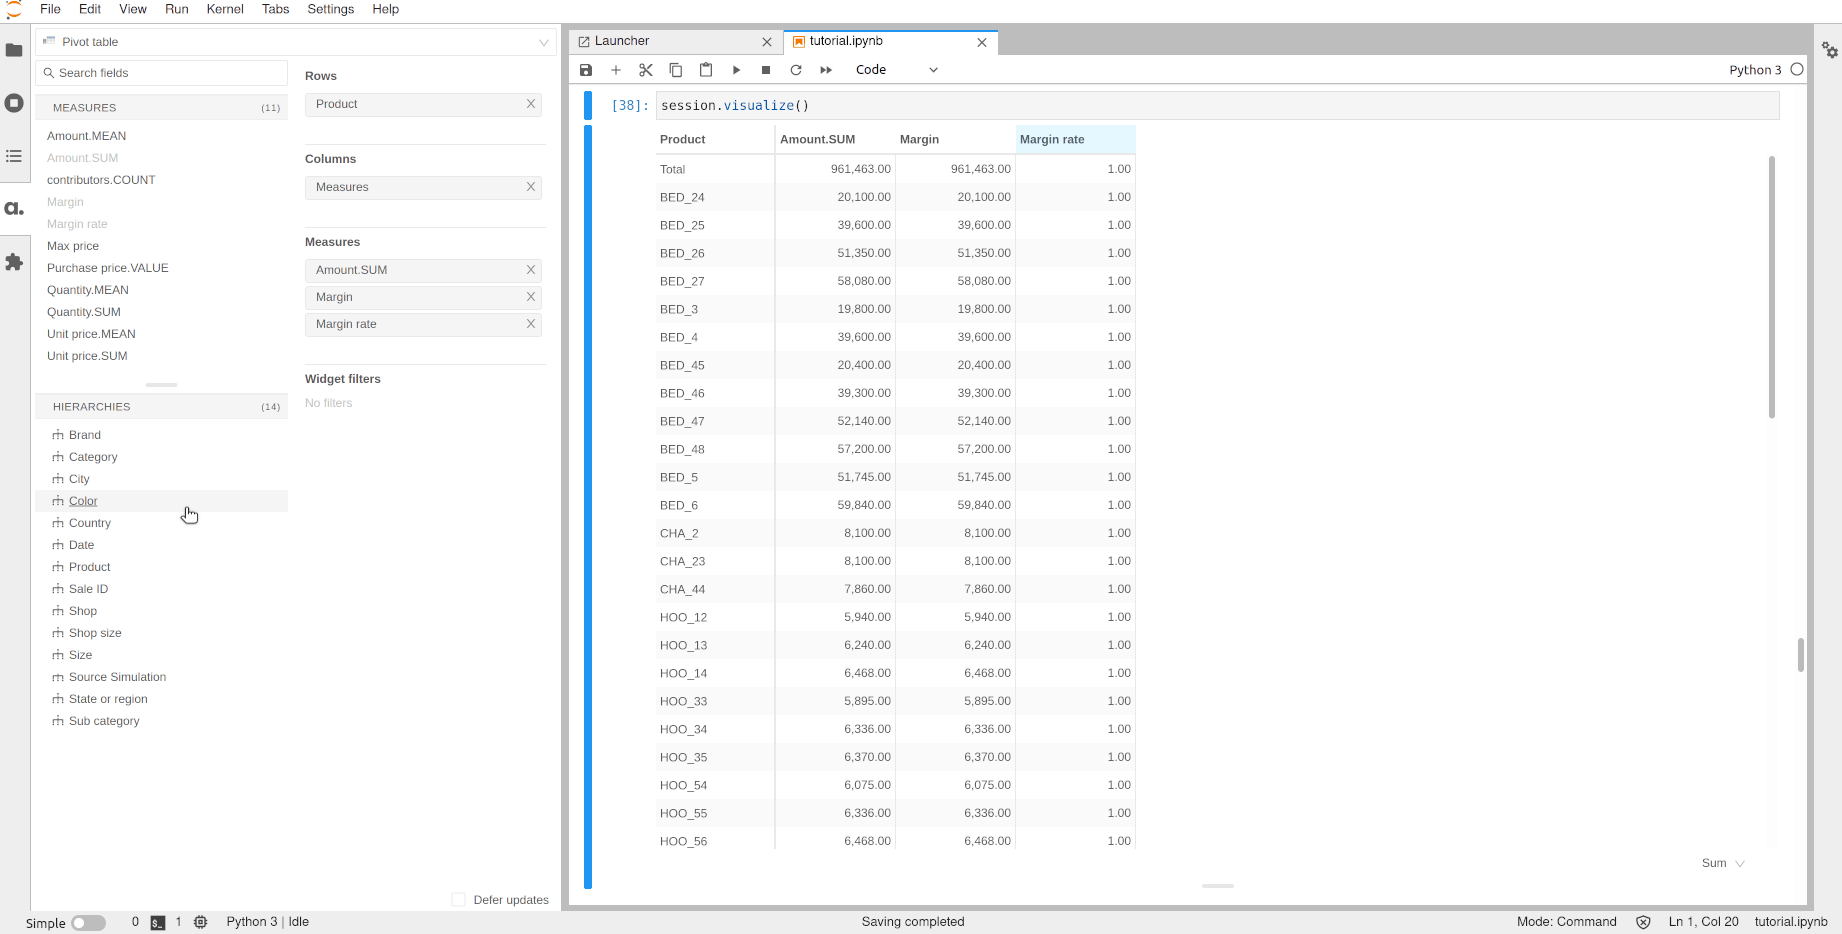 File Edit View Run Kernel Tabs Settings Help
Pivot table
Search fields
MEASURES (11)
Amount.MEAN
Amount.SUM
contributors.COUNT
Margin
Margin rate
Max price
Purchase price.VALUE
Quantity.MEAN
Quantity.SUM
Unit price.MEAN
Unit price.SUM
HIERARCHIES (14)
Brand
Category
City
Color
Country
Date
Product
Sale ID
Shop
Shop size
Size
Source Simulation
State or region
Sub category
Rows
Product X
Columns
Measures X
Measures
Amount.SUM X
Margin X
Margin rate X
Widget filters
No filters
Defer updates
Launcher
tutorial.ipynb
Code
Python 3
[38]: session.visualize()
Product Amount.SUM Margin Margin rate
Total 961,463.00 961,463.00 1.00
BED_24 20,100.00 20,100.00 1.00
BED_25 39,600.00 39,600.00 1.00
BED_26 51,350.00 51,350.00 1.00
BED_27 58,080.00 58,080.00 1.00
BED_3 19,800.00 19,800.00 1.00
BED_4 39,600.00 39,600.00 1.00
BED_45 20,400.00 20,400.00 1.00
BED_46 39,300.00 39,300.00 1.00
BED_47 52,140.00 52,140.00 1.00
BED_48 57,200.00 57,200.00 1.00
BED_5 51,745.00 51,745.00 1.00
BED_6 59,840.00 59,840.00 1.00
CHA_2 8,100.00 8,100.00 1.00
CHA_23 8,100.00 8,100.00 1.00
CHA_44 7,860.00 7,860.00 1.00
HOO_12 5,940.00 5,940.00 1.00
HOO_13 6,240.00 6,240.00 1.00
HOO_14 6,468.00 6,468.00 1.00
HOO_33 5,895.00 5,895.00 1.00
HOO_34 6,336.00 6,336.00 1.00
HOO_35 6,370.00 6,370.00 1.00
HOO_54 6,075.00 6,075.00 1.00
HOO_55 6,336.00 6,336.00 1.00
HOO_56 6,468.00 6,468.00 1.00
Sum
a.
Simple 0 $_ 1 Python 3 | Idle Saving completed Mode: Command Ln 1, Col 20 tutorial.ipynb